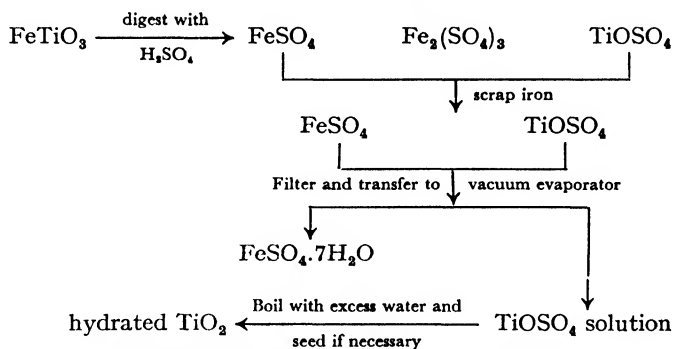 digest with
FeTiO₃ FeSO₄ Fe₂(SO₄)₃ TiOSO₄
H₂SO₄
scrap iron
FeSO₄ TiOSO₄
Filter and transfer to vacuum evaporator
FeSO₄.7H₂O
Boil with excess water and
hydrated TiO₂ TiOSO₄ solution
seed if necessary